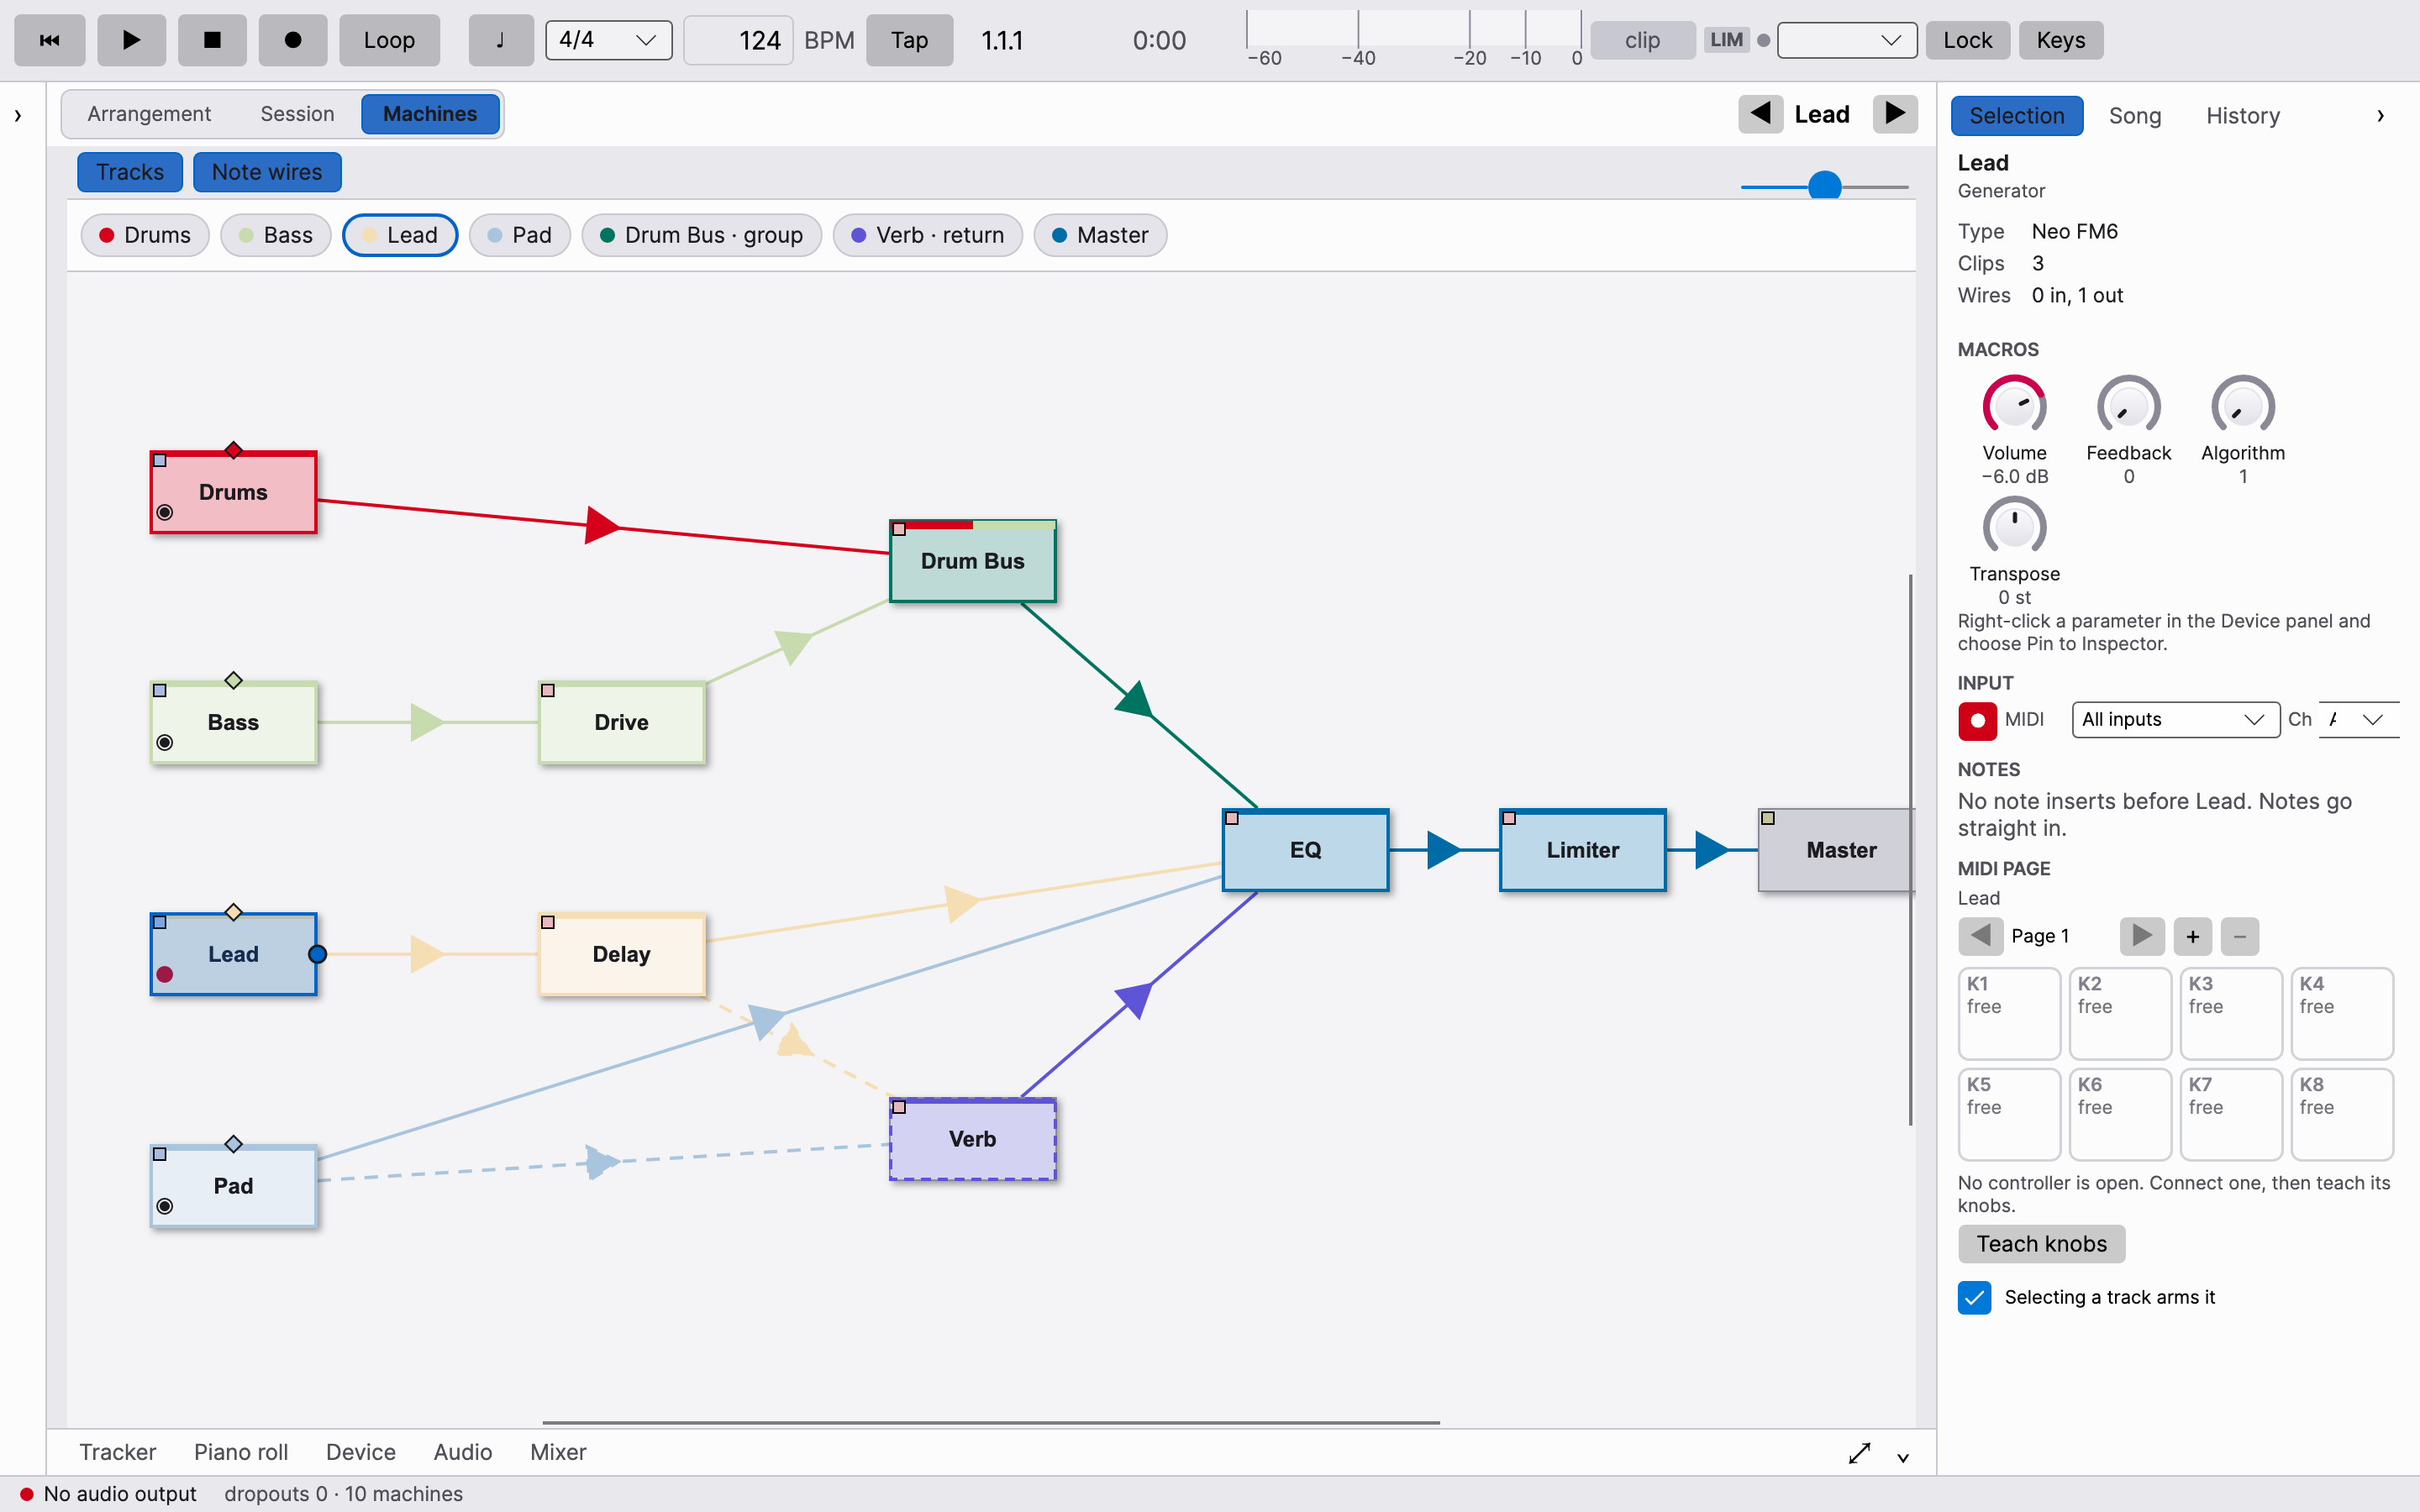 Loop
4/4
124 BPM
Tap
1.1.1
0:00
−60 −40 −20 −10 0
clip
LIM
Lock
Keys
Arrangement Session Machines
Lead
Selection Song History
Tracks Note wires
Drums Bass Lead Pad Drum Bus · group Verb · return Master
Drums
Drum Bus
Bass
Drive
EQ
Limiter
Master
Lead
Delay
Verb
Pad
Lead
Generator
Type Neo FM6
Clips 3
Wires 0 in, 1 out
MACROS
Volume Feedback Algorithm
−6.0 dB 0 1
Transpose
0 st
Right-click a parameter in the Device panel and
choose Pin to Inspector.
INPUT
MIDI All inputs Ch
NOTES
No note inserts before Lead. Notes go
straight in.
MIDI PAGE
Lead
Page 1 + −
K1 K2 K3 K4
free free free free
K5 K6 K7 K8
free free free free
No controller is open. Connect one, then teach its
knobs.
Teach knobs
Selecting a track arms it
Tracker Piano roll Device Audio Mixer
No audio output dropouts 0 · 10 machines